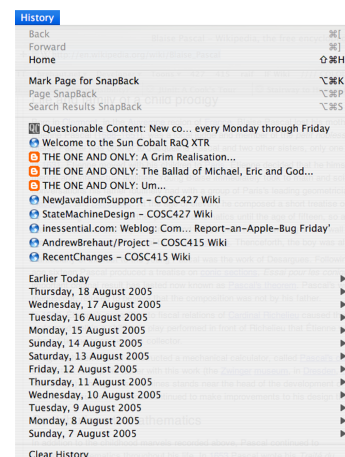 History
Back ⌘[
Forward ⌘]
Home ⇧⌘H
Mark Page for SnapBack ⌥⌘K
Page SnapBack ⌥⌘P
Search Results SnapBack ⌥⌘S
Questionable Content: New co... every Monday through Friday
Welcome to the Sun Cobalt RaQ XTR
THE ONE AND ONLY: A Grim Realisation...
THE ONE AND ONLY: The Ballad of Michael, Eric and God...
THE ONE AND ONLY: Um...
NewJavaIdiomSupport - COSC427 Wiki
StateMachineDesign - COSC427 Wiki
inessential.com: Weblog: Com... Report-an-Apple-Bug Friday'
AndrewBrehaut/Project - COSC415 Wiki
RecentChanges - COSC415 Wiki
Earlier Today
Thursday, 18 August 2005
Wednesday, 17 August 2005
Tuesday, 16 August 2005
Monday, 15 August 2005
Sunday, 14 August 2005
Saturday, 13 August 2005
Friday, 12 August 2005
Thursday, 11 August 2005
Wednesday, 10 August 2005
Tuesday, 9 August 2005
Monday, 8 August 2005
Sunday, 7 August 2005
Clear History